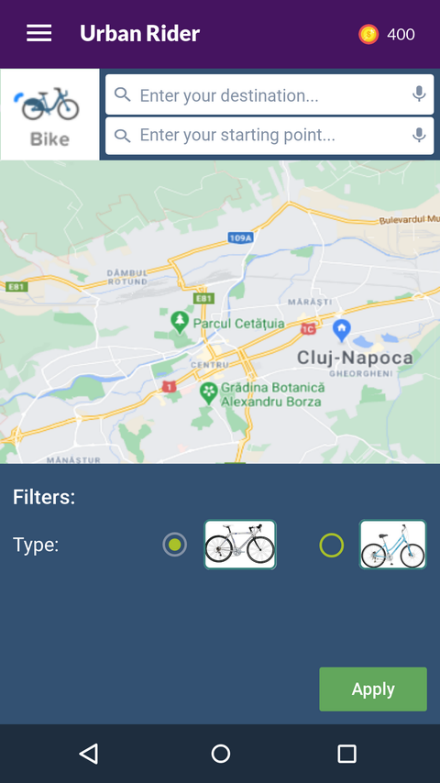 Urban Rider
400
Enter your destination...
Bike
Enter your starting point...
Bulevardul Mu
109A
DÂMBUL
ROTUND
E81
E81
MĂRĂȘTI
Parcul Cetățuia
1C
Cluj-Napoca
CENTRU
GHEORGHENI
1
Grădina Botanică
Alexandru Borza
MĂNĂȘTUR
Filters:
Type:
Apply